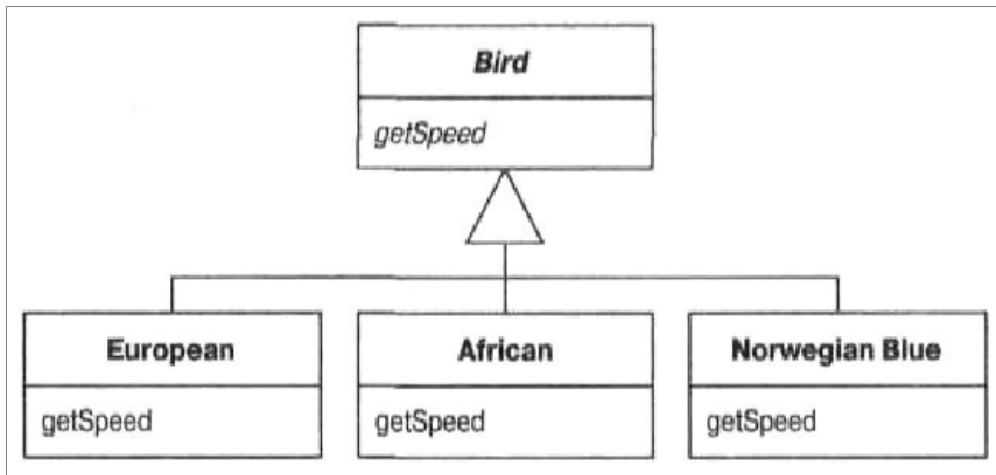 Bird
getSpeed
European
getSpeed
African
getSpeed
Norwegian Blue
getSpeed